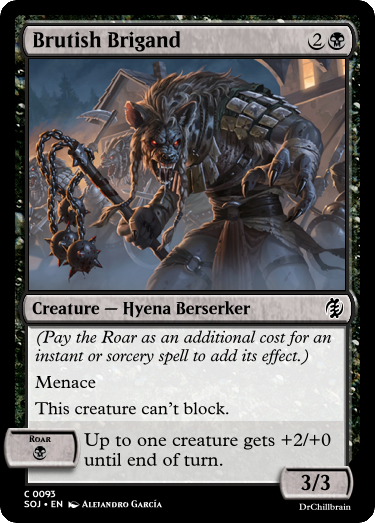 Brutish Brigand 2
Creature — Hyena Berserker
(Pay the Roar as an additional cost for an
instant or sorcery spell to add its effect.)
Menace
This creature can't block.
Roar
Up to one creature gets +2/+0
until end of turn.
3/3
C 0093
SOJ • EN Alejandro García
DrChillbrain